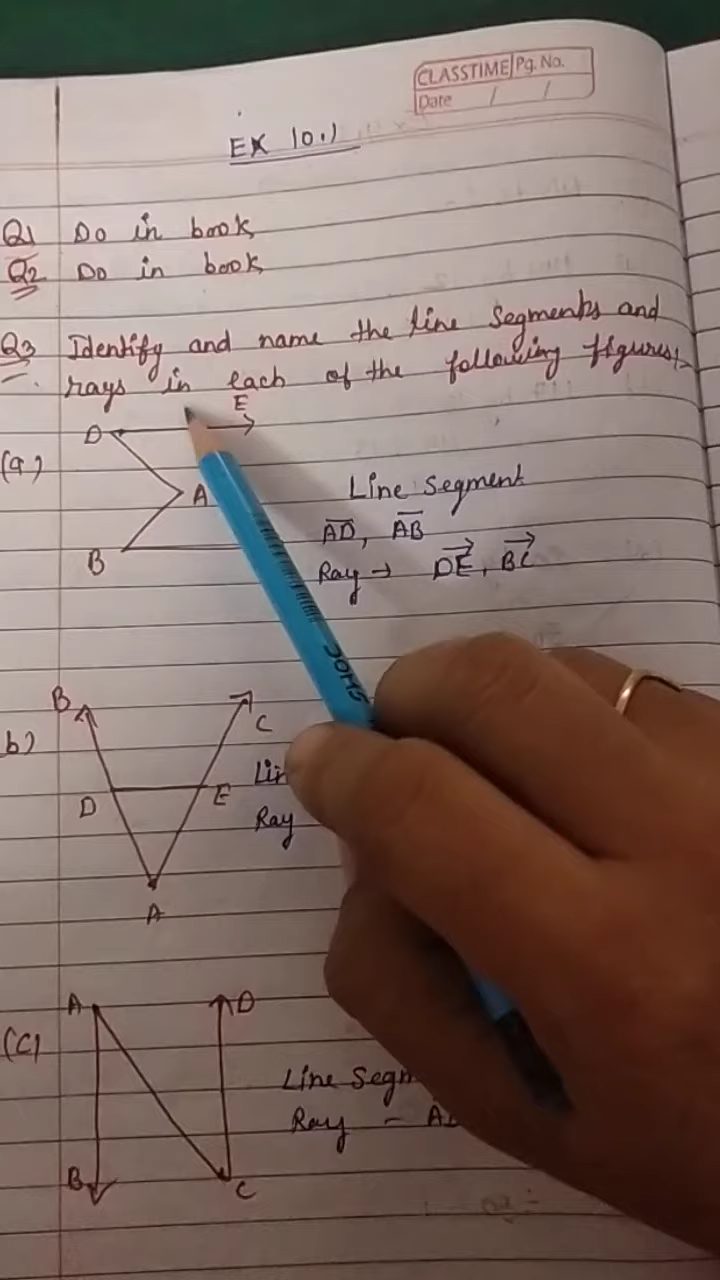 CLASSTIME Pg. No.
Date / /
EX 10.1
Q1 Do in book
Q2 Do in book
Q3 Identify and name the line Segments and
rays in each of the following figures:-
(a)
D E
A
B
Line Segment
AD, AB
Ray → DE, BC
b)
B C
D E
A
Lin
Ray
(C)
A D
B C
Line Segm
Ray - A
JOMS